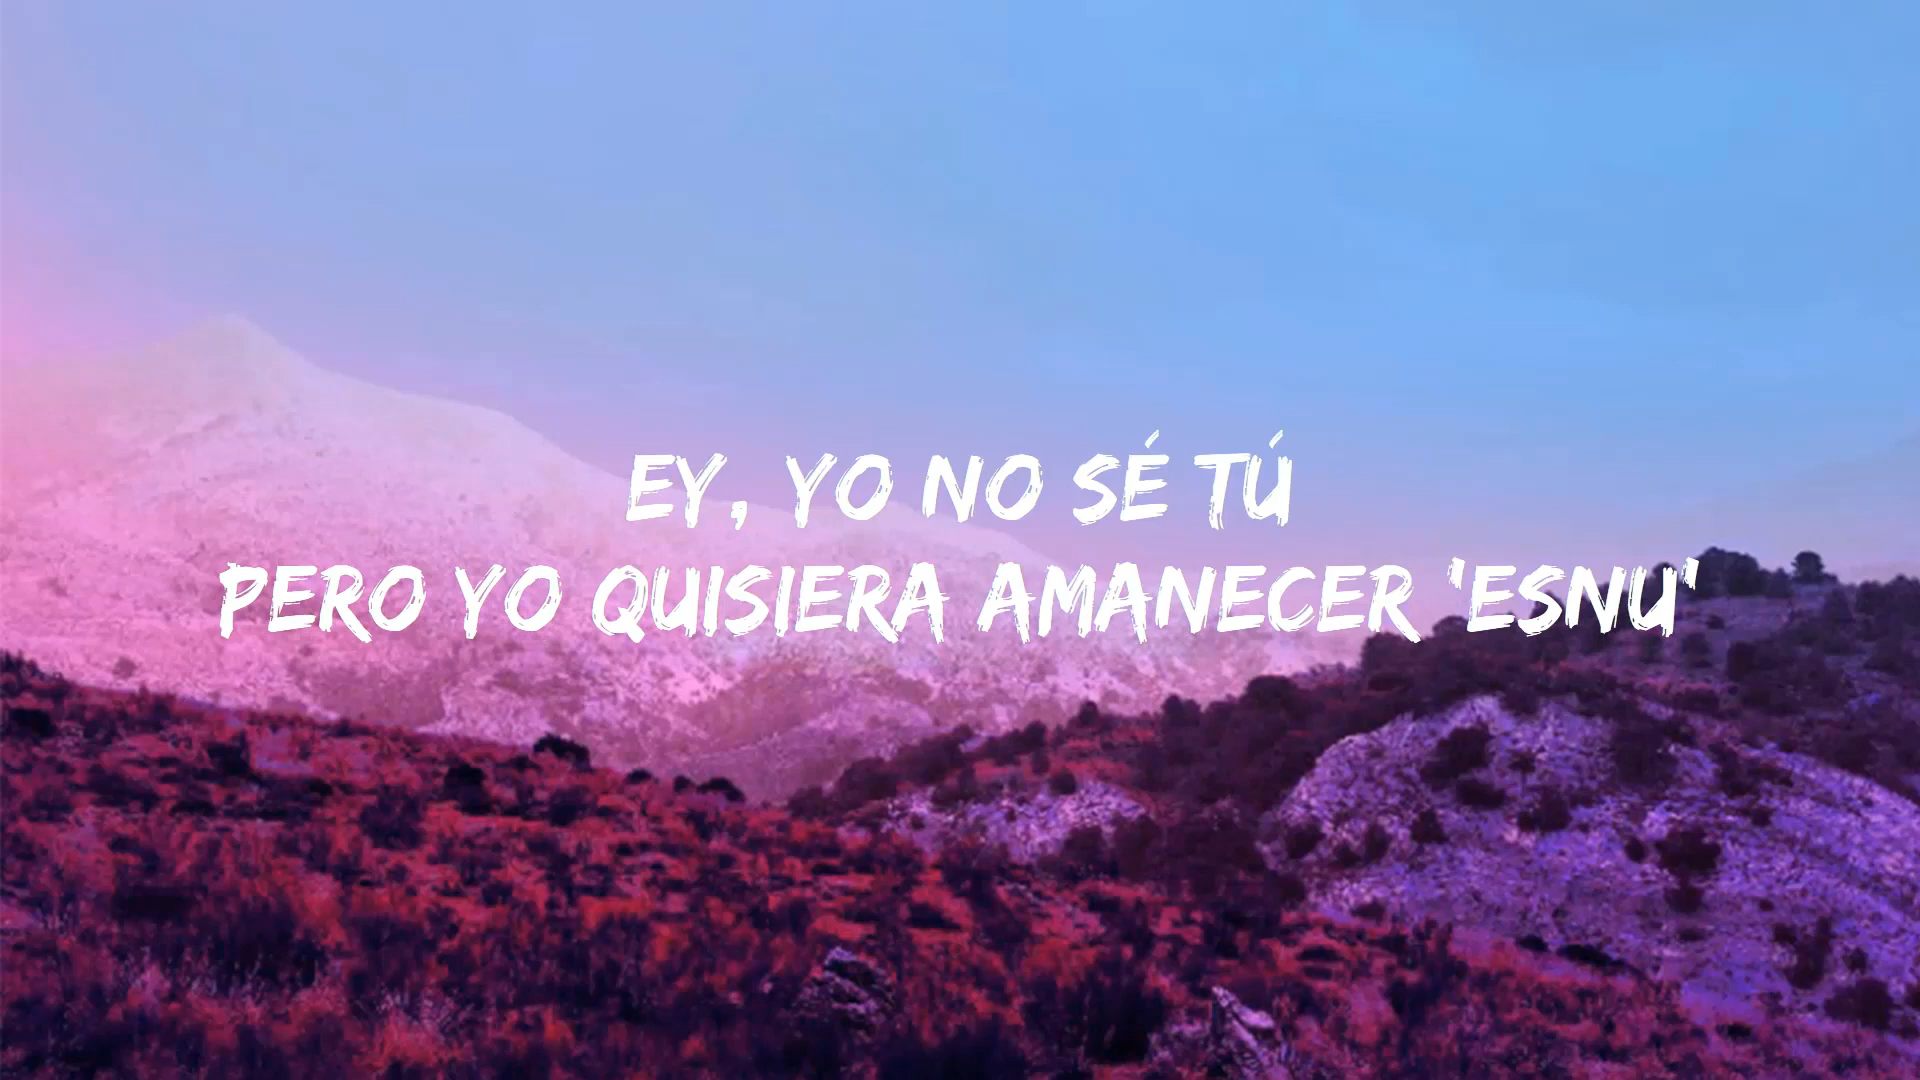 EY, YO NO SÉ TÚ
PERO YO QUISIERA AMANECER 'ESNU'